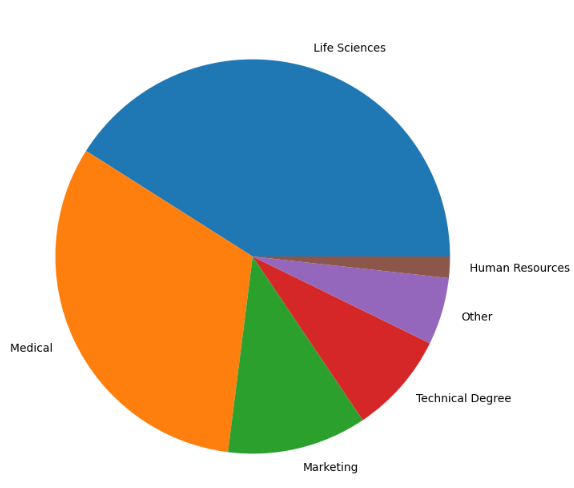 Life Sciences
Human Resources
Other
Medical
Technical Degree
Marketing